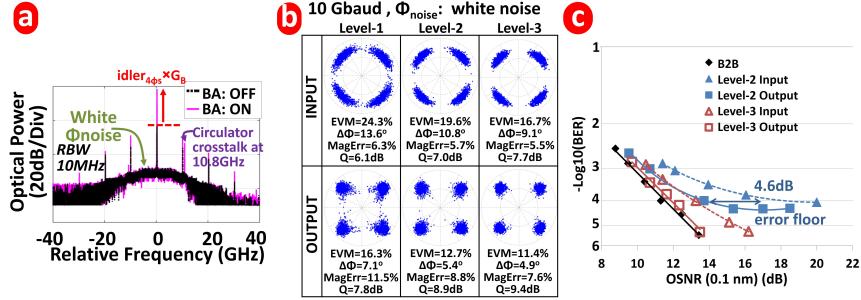 a
idler4ϕs×GB
BA: OFF
BA: ON
White
Φnoise
RBW
10MHz
Circulator
crosstalk at
10.8GHz
Optical Power
(20dB/Div)
-40 -20 0 20 40
Relative Frequency (GHz)
b
10 Gbaud , Φnoise: white noise
Level-1 Level-2 Level-3
INPUT
EVM=24.3% EVM=19.6% EVM=16.7%
ΔΦ=13.6° ΔΦ=10.8° ΔΦ=9.1°
MagErr=6.3% MagErr=5.7% MagErr=5.5%
Q=6.1dB Q=7.0dB Q=7.7dB
OUTPUT
EVM=16.3% EVM=12.7% EVM=11.4%
ΔΦ=7.1° ΔΦ=5.4° ΔΦ=4.9°
MagErr=11.5% MagErr=8.8% MagErr=7.6%
Q=7.8dB Q=8.9dB Q=9.4dB
c
-Log10(BER)
1
2
3
4
5
6
B2B
Level-2 Input
Level-2 Output
Level-3 Input
Level-3 Output
4.6dB
error floor
8 10 12 14 16 18 20 22
OSNR (0.1 nm) (dB)